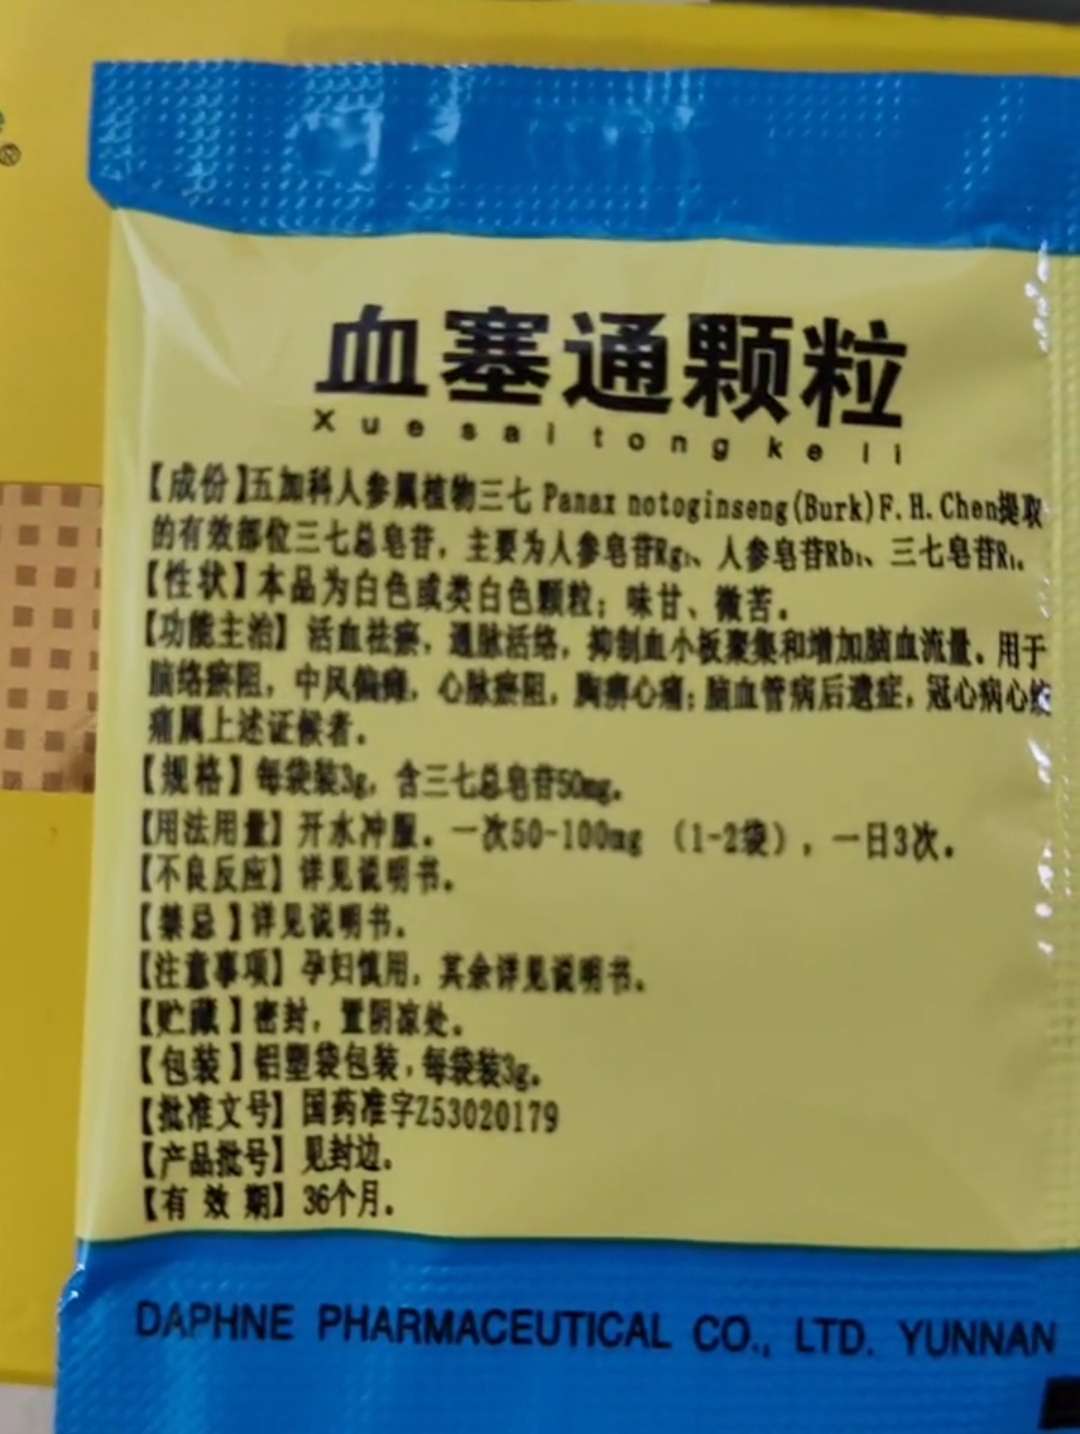 ®
血塞通颗粒
Xue sai tong ke li
【成份】五加科人参属植物三七 Panax notoginseng(Burk)F.H.Chen提取
的有效部位三七总皂苷，主要为人参皂苷Rg₁、人参皂苷Rb₁、三七皂苷R₁。
【性状】本品为白色或类白色颗粒；味甘、微苦。
【功能主治】活血祛瘀，通脉活络，抑制血小板聚集和增加脑血流量。用于
脑络瘀阻，中风偏瘫，心脉瘀阻，胸痹心痛；脑血管病后遗症，冠心病心绞
痛属上述证候者。
【规格】每袋装3g，含三七总皂苷50mg。
【用法用量】开水冲服。一次50-100mg （1-2袋），一日3次。
【不良反应】详见说明书。
【禁忌】详见说明书。
【注意事项】孕妇慎用，其余详见说明书。
【贮藏】密封，置阴凉处。
【包装】铝塑袋包装，每袋装3g。
【批准文号】国药准字Z53020179
【产品批号】见封边。
【有 效 期】36个月。
DAPHNE PHARMACEUTICAL CO., LTD. YUNNAN